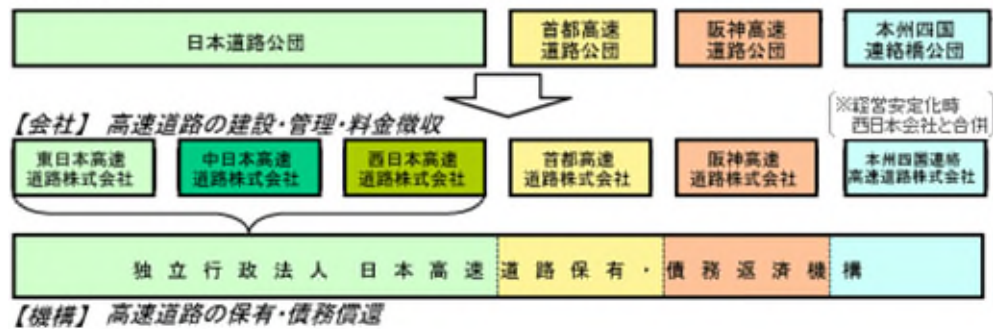 日本道路公団
首都高速
道路公団
阪神高速
道路公団
本州四国
連絡橋公団
【会社】 高速道路の建設・管理・料金徴収
※経営安定化時
西日本会社と合併
東日本高速
道路株式会社
中日本高速
道路株式会社
西日本高速
道路株式会社
首都高速
道路株式会社
阪神高速
道路株式会社
本州四国連絡
高速道路株式会社
独立行政法人 日本高速道路保有・債務返済機構
【機構】 高速道路の保有・債務償還